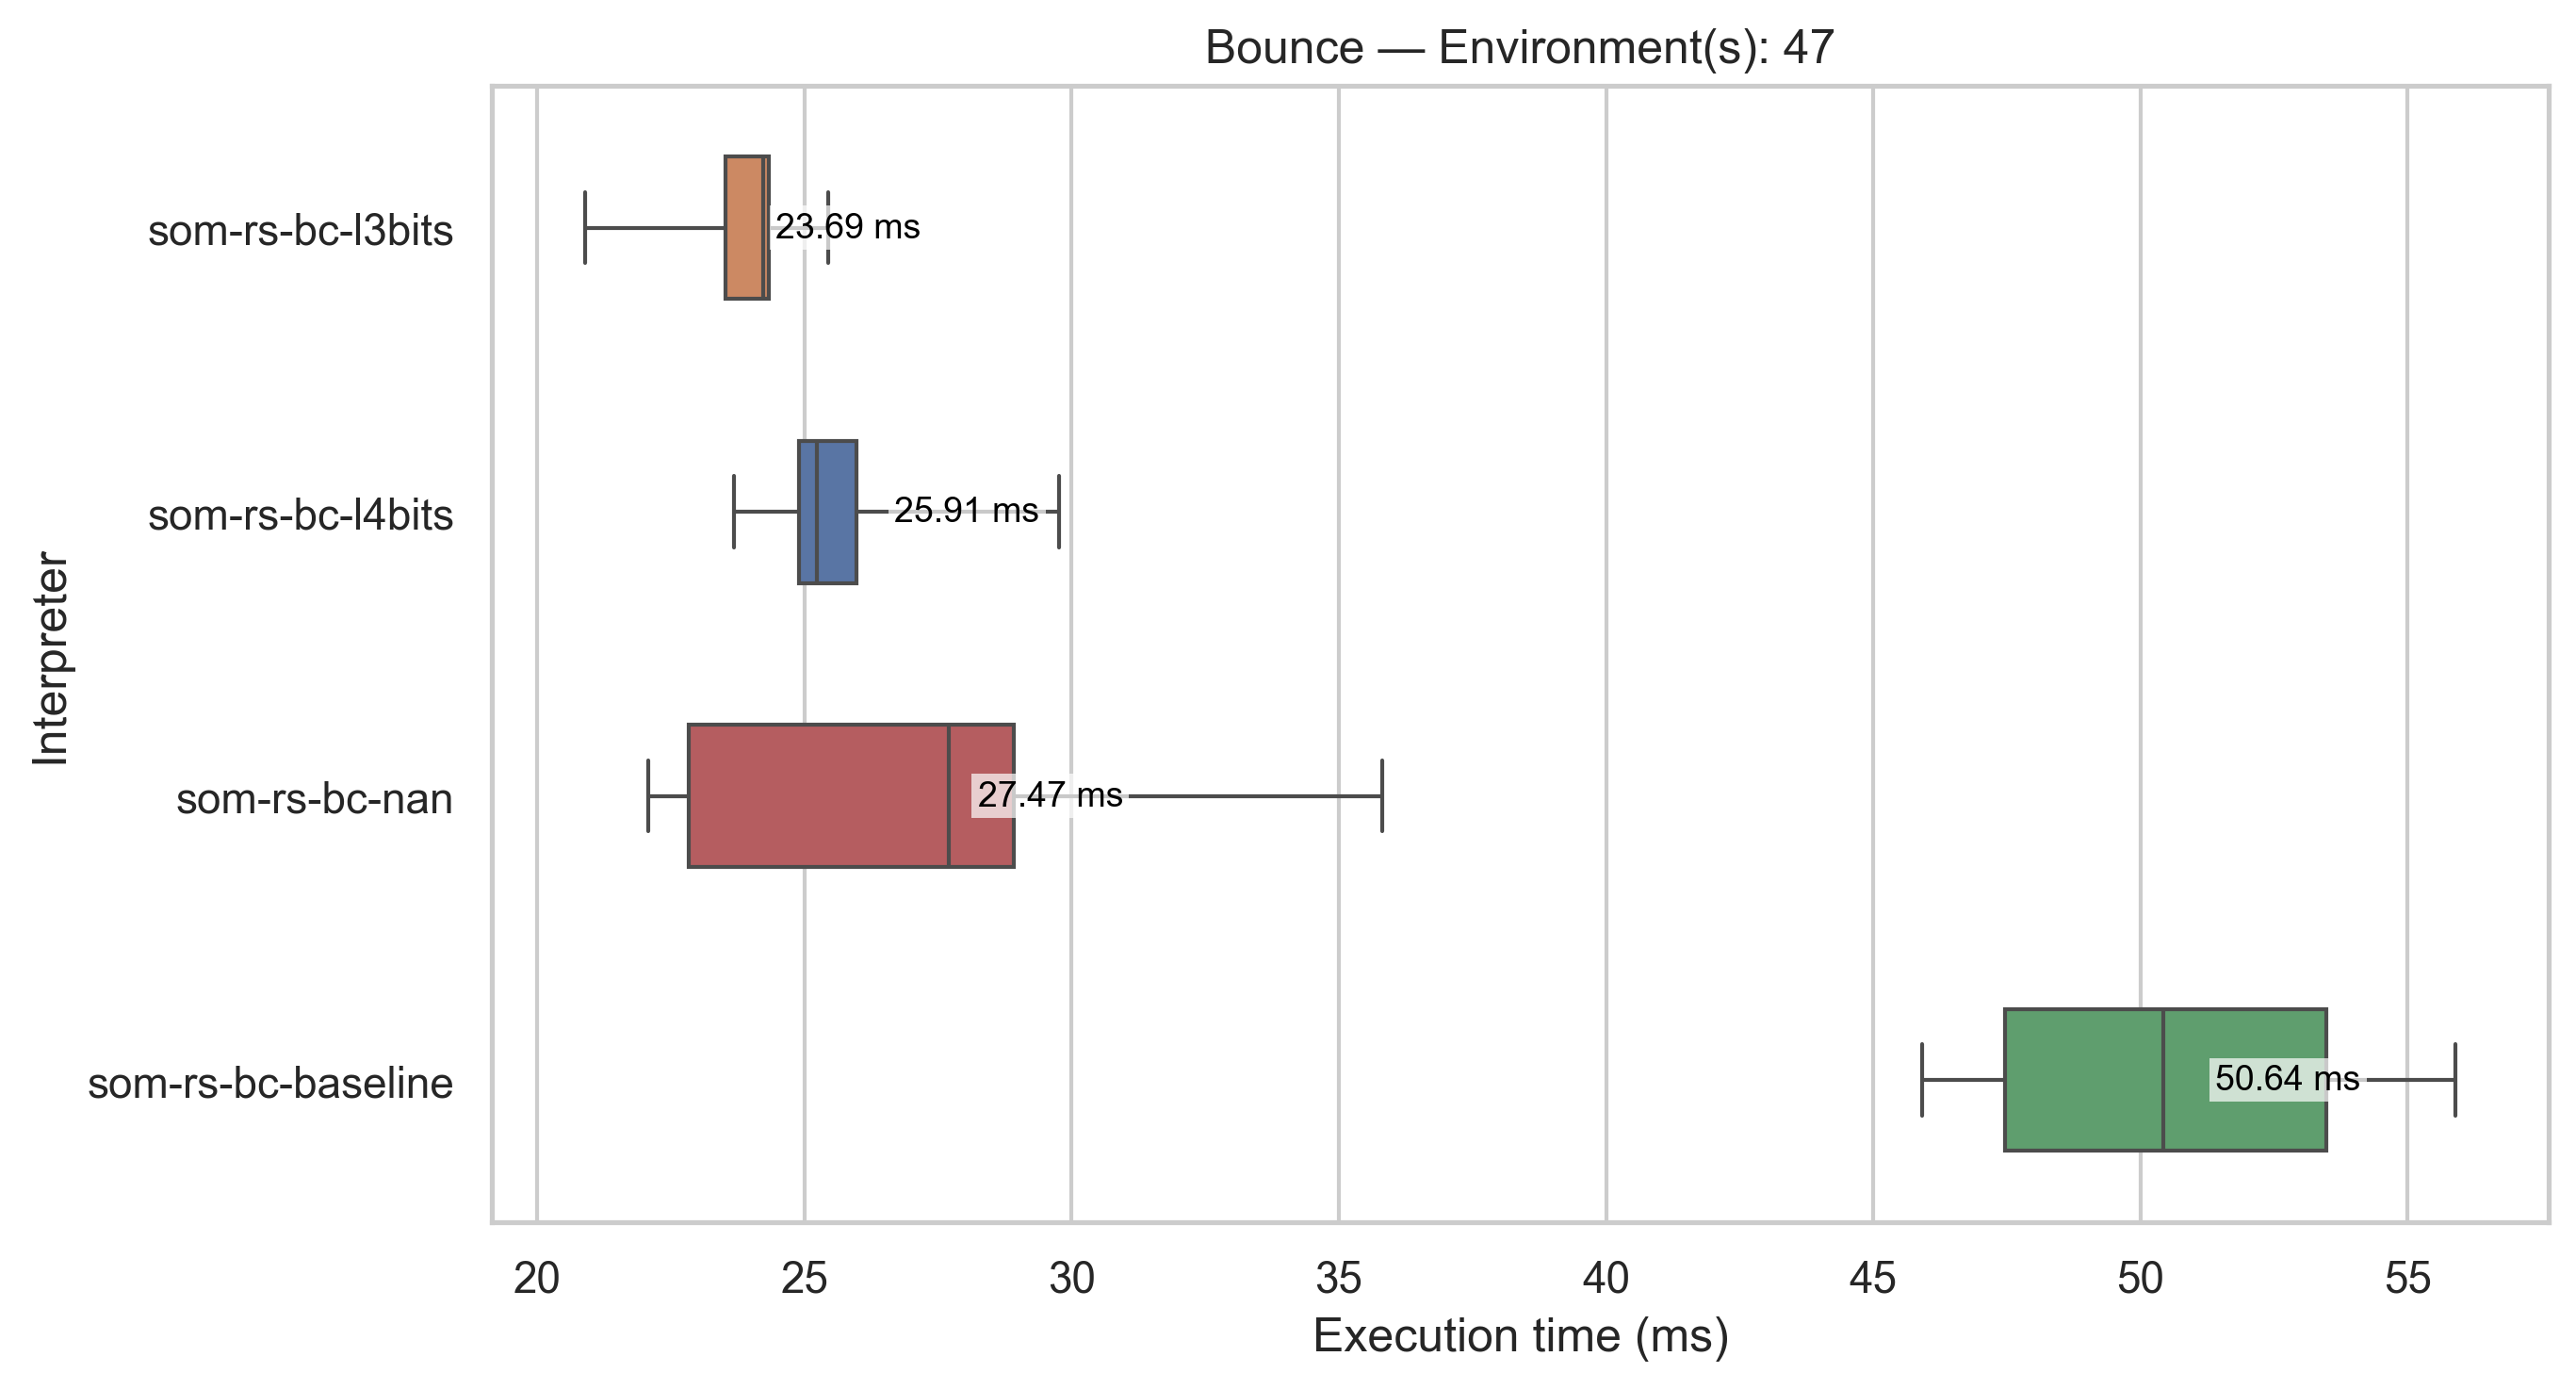 Bounce — Environment(s): 47
Interpreter
som-rs-bc-l3bits
23.69 ms
som-rs-bc-l4bits
25.91 ms
som-rs-bc-nan
27.47 ms
som-rs-bc-baseline
50.64 ms
20 25 30 35 40 45 50 55
Execution time (ms)